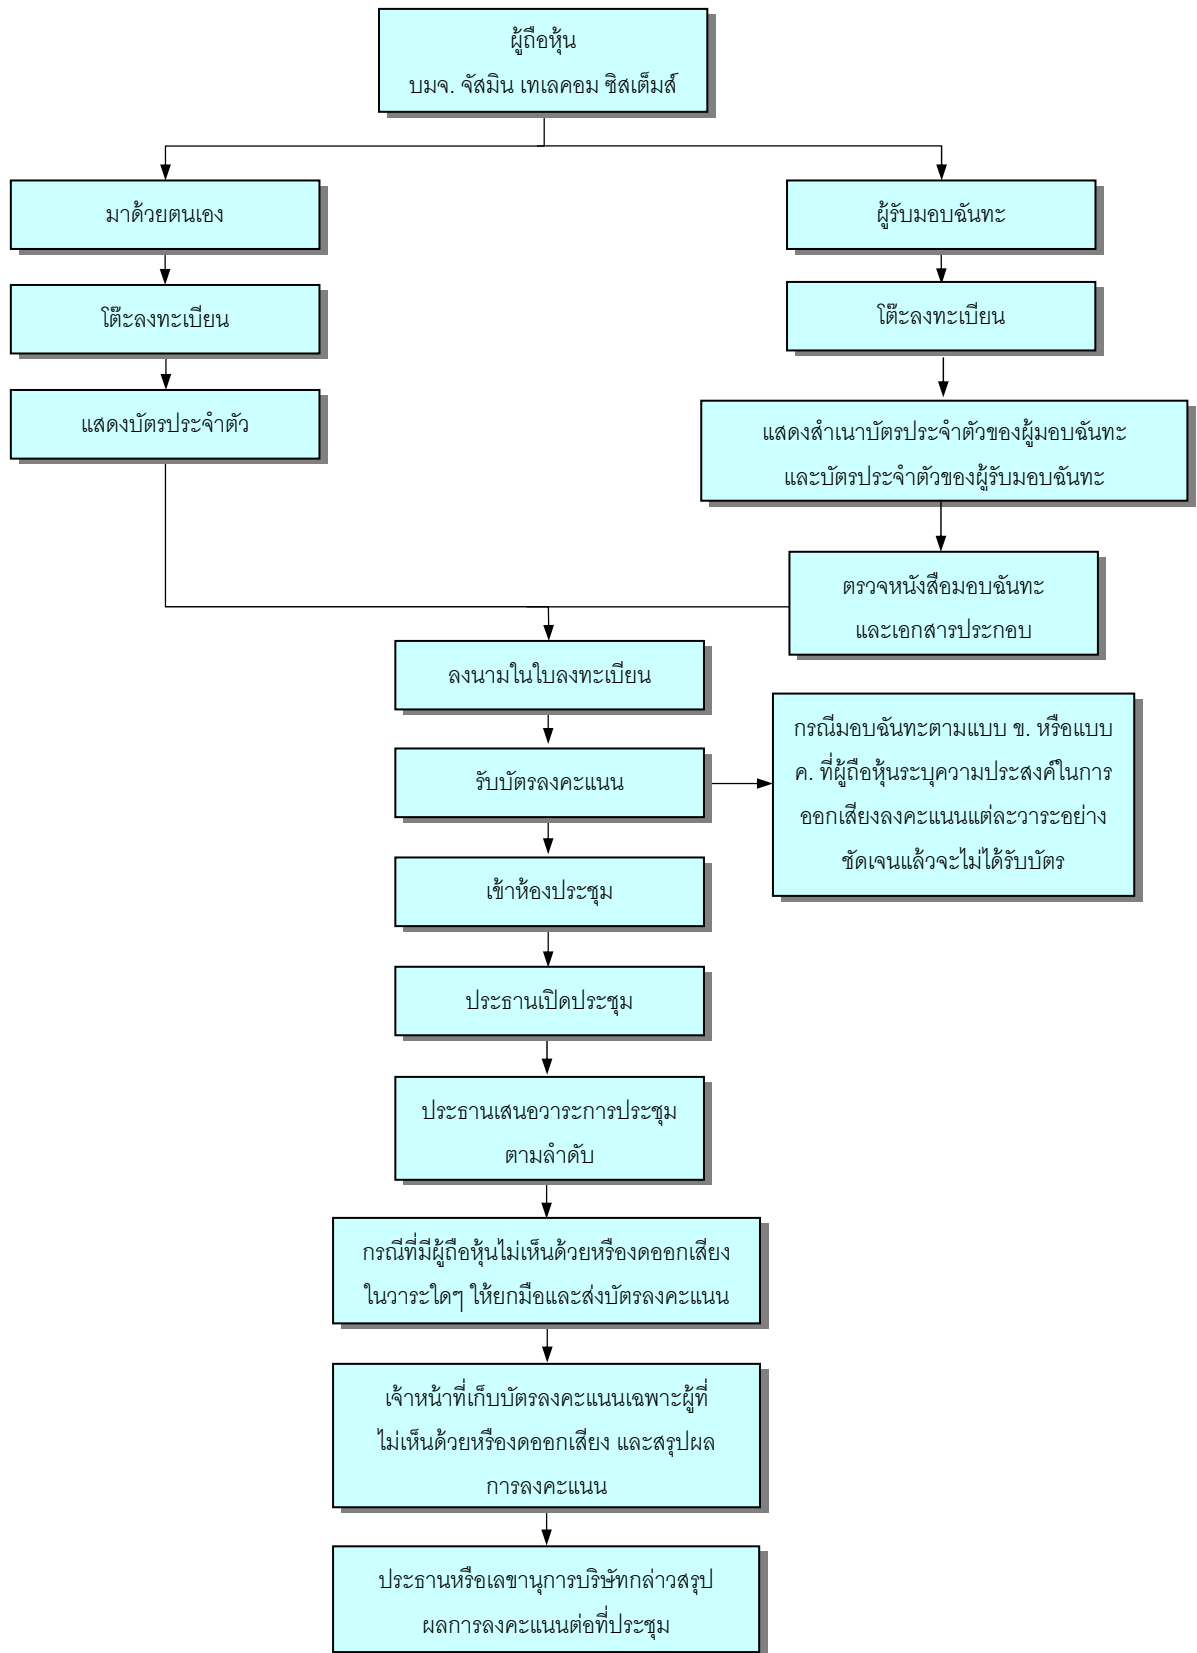 ผู้ถือหุ้น
บมจ. จัสมิน เทเลคอม ซิสเต็มส์
มาด้วยตนเอง
ผู้รับมอบฉันทะ
โต๊ะลงทะเบียน
โต๊ะลงทะเบียน
แสดงบัตรประจำตัว
แสดงสำเนาบัตรประจำตัวของผู้มอบฉันทะ
และบัตรประจำตัวของผู้รับมอบฉันทะ
ตรวจหนังสือมอบฉันทะ
และเอกสารประกอบ
ลงนามในใบลงทะเบียน
รับบัตรลงคะแนน
กรณีมอบฉันทะตามแบบ ข. หรือแบบ
ค. ที่ผู้ถือหุ้นระบุความประสงค์ในการ
ออกเสียงลงคะแนนแต่ละวาระอย่าง
ชัดเจนแล้วจะไม่ได้รับบัตร
เข้าห้องประชุม
ประธานเปิดประชุม
ประธานเสนอวาระการประชุม
ตามลำดับ
กรณีที่มีผู้ถือหุ้นไม่เห็นด้วยหรืองดออกเสียง
ในวาระใดๆ ให้ยกมือและส่งบัตรลงคะแนน
เจ้าหน้าที่เก็บบัตรลงคะแนนเฉพาะผู้ที่
ไม่เห็นด้วยหรืองดออกเสียง และสรุปผล
การลงคะแนน
ประธานหรือเลขานุการบริษัทกล่าวสรุป
ผลการลงคะแนนต่อที่ประชุม